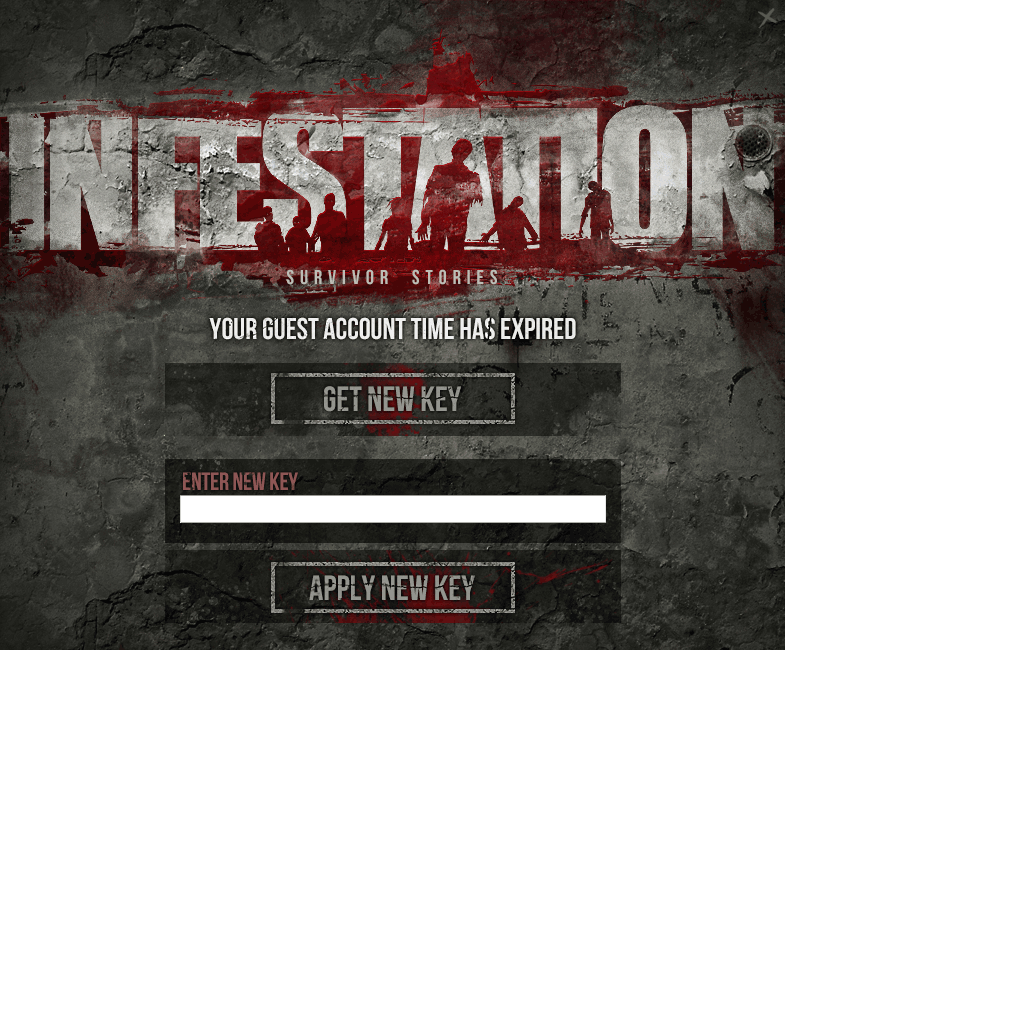 INFESTATION
SURVIVOR STORIES
YOUR GUEST ACCOUNT TIME HAS EXPIRED
GET NEW KEY
ENTER NEW KEY
APPLY NEW KEY